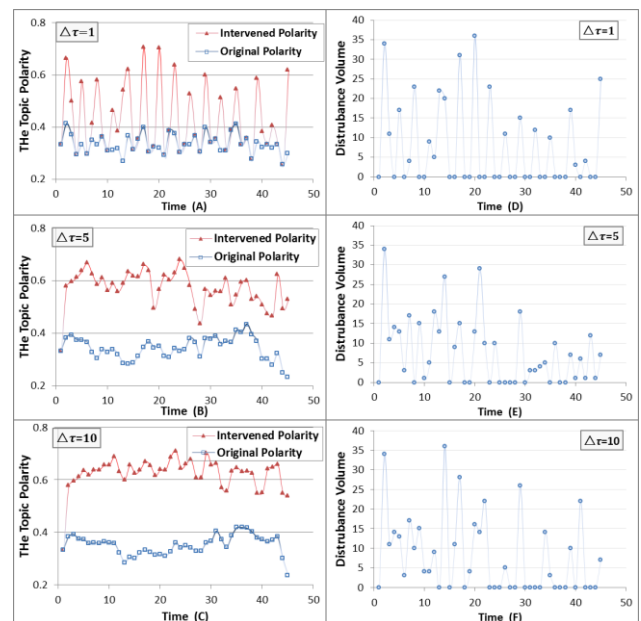 △τ=1
Intervened Polarity
Original Polarity
THe Topic Polarity
0.8
0.6
0.4
0.2
0 10 20 30 40 50
Time (A)
△τ=1
Distrubance Volume
40
35
30
25
20
15
10
5
0
0 10 20 30 40 50
Time (D)
△τ=5
Intervened Polarity
Original Polarity
THe Topic Polarity
0.8
0.6
0.4
0.2
0 10 20 30 40 50
Time (B)
△τ=5
Distrubance Volume
40
35
30
25
20
15
10
5
0
0 10 20 30 40 50
Time (E)
△τ=10
Intervened Polarity
Original Polarity
THe Topic Polarity
0.8
0.6
0.4
0.2
0 10 20 30 40 50
Time (C)
△τ=10
Distrubance Volume
40
35
30
25
20
15
10
5
0
0 10 20 30 40 50
Time (F)